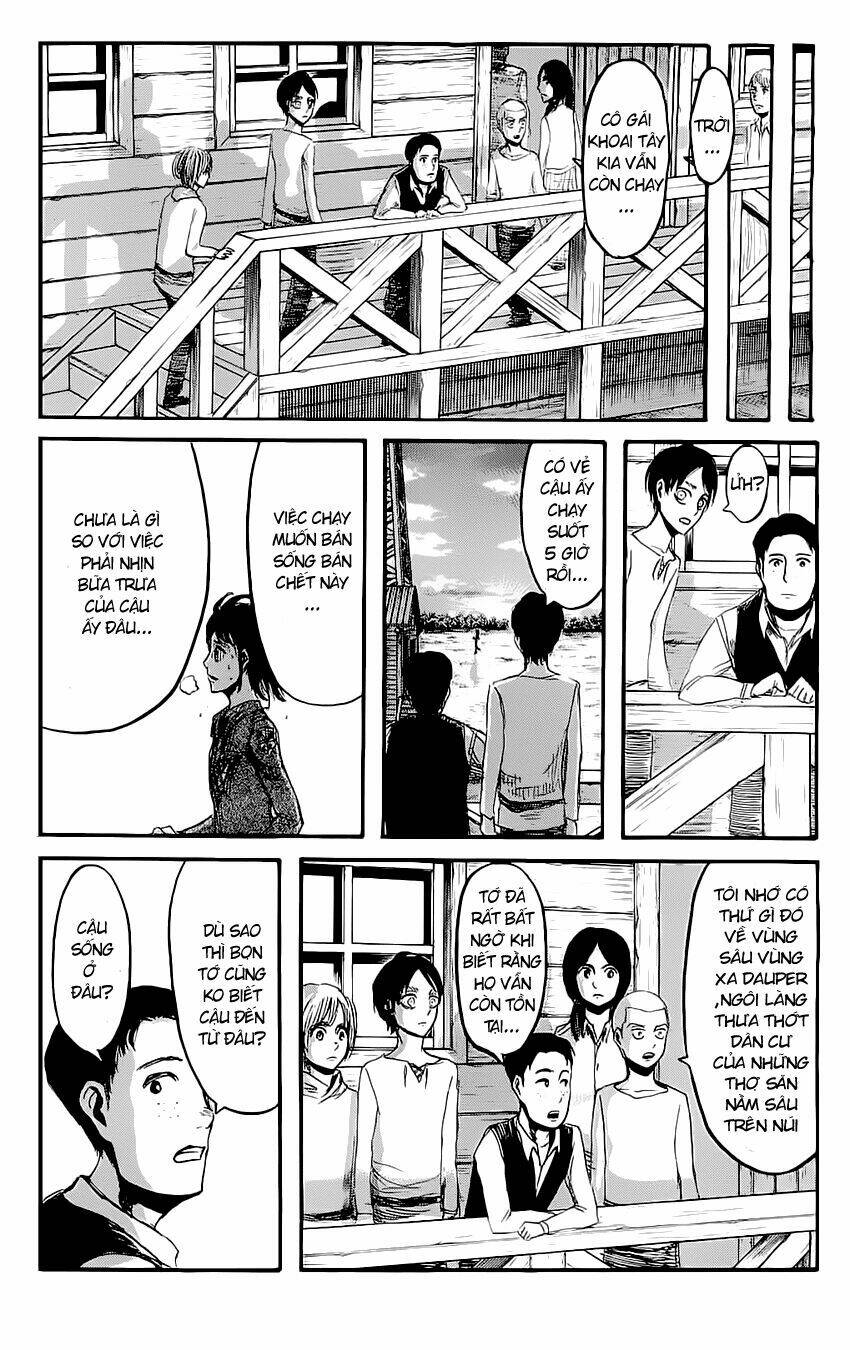 TRỜI
...
CÔ GÁI
KHOAI TÂY
KIA VẪN
CÒN CHẠY
...
ỬH?
CÓ VẺ
CẬU ẤY
CHẠY
SUỐT
5 GIỜ
RỒI...
VIỆC CHẠY
MUỐN BÁN
SỐNG BÁN
CHẾT NÀY
...
CHƯA LÀ GÌ
SO VỚI VIỆC
PHẢI NHỊN
BỮA TRƯA
CỦA CẬU
ẤY ĐÂU...
TÔI NHỚ CÓ
THỨ GÌ ĐÓ
VỀ VÙNG
SÂU VÙNG
XA DAUPER
,NGÔI LÀNG
THƯA THỚT
DÂN CƯ
CỦA NHỮNG
THỢ SĂN
NẰM SÂU
TRÊN NÚI
TỚ ĐÃ
RẤT BẤT
NGỜ KHI
BIẾT RẰNG
HỌ VẪN
CÒN TỒN
TẠI...
DÙ SAO
THÌ BỌN
TỚ CŨNG
KO BIẾT
CẬU ĐẾN
TỪ ĐÂU?
CẬU
SỐNG
Ở
ĐÂU?